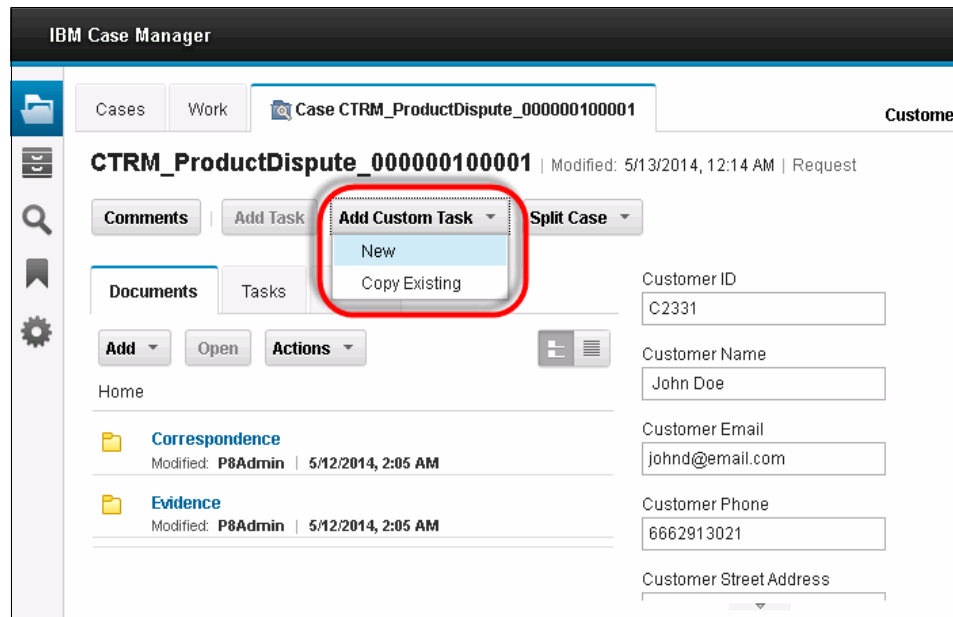 IBM Case Manager
Cases Work Case CTRM_ProductDispute_000000100001
Custome
CTRM_ProductDispute_000000100001 | Modified: 5/13/2014, 12:14 AM | Request
Comments | Add Task Add Custom Task Split Case
New
Copy Existing
Documents Tasks
Add Open Actions
Home
Correspondence
Modified: P8Admin | 5/12/2014, 2:05 AM
Evidence
Modified: P8Admin | 5/12/2014, 2:05 AM
Customer ID
C2331
Customer Name
John Doe
Customer Email
johnd@email.com
Customer Phone
6662913021
Customer Street Address